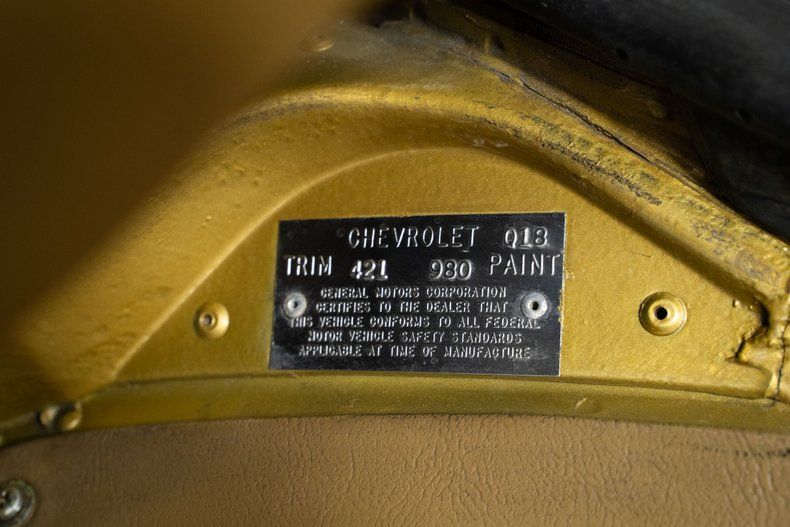 CHEVROLET Q18
TRIM 421 980 PAINT
GENERAL MOTORS CORPORATION
CERTIFIES TO THE DEALER THAT
THIS VEHICLE CONFORMS TO ALL FEDERAL
MOTOR VEHICLE SAFETY STANDARDS
APPLICABLE AT TIME OF MANUFACTURE